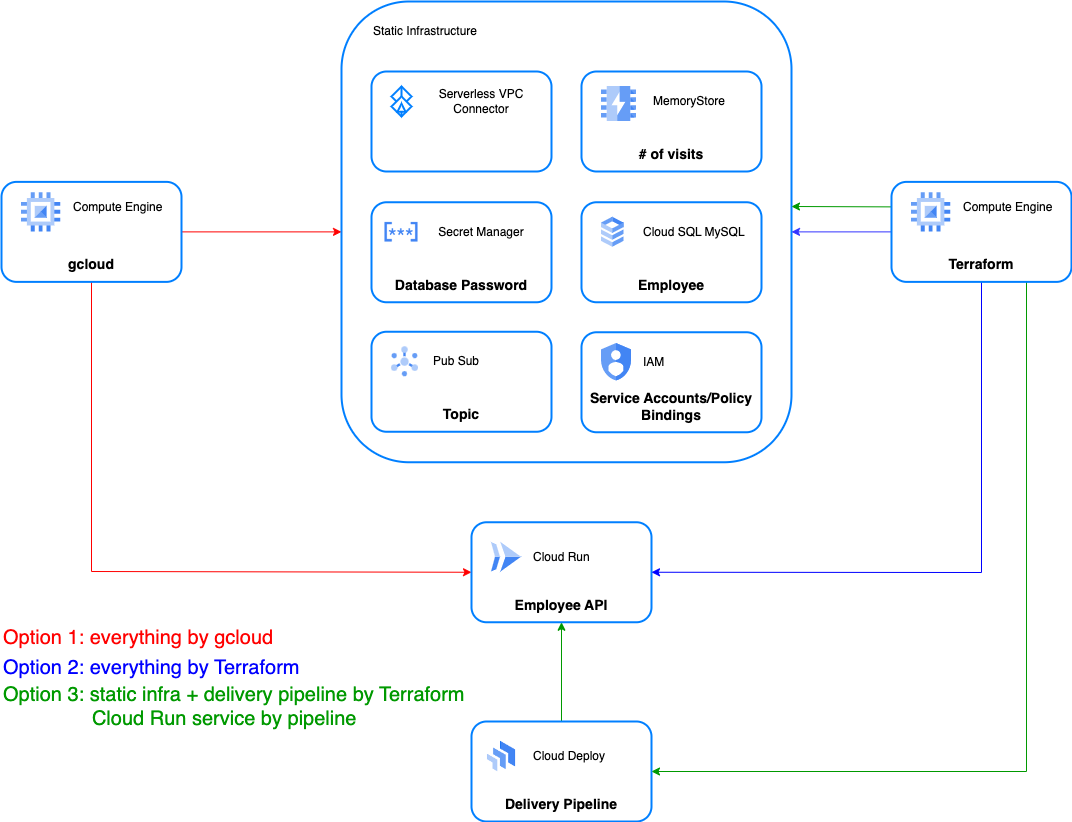 Static Infrastructure
Serverless VPC
Connector
MemoryStore
# of visits
Compute Engine
gcloud
[***]
Secret Manager
Database Password
Cloud SQL MySQL
Employee
Compute Engine
Terraform
Pub Sub
Topic
IAM
Service Accounts/Policy
Bindings
Cloud Run
Employee API
Option 1: everything by gcloud
Option 2: everything by Terraform
Option 3: static infra + delivery pipeline by Terraform
Cloud Run service by pipeline
Cloud Deploy
Delivery Pipeline